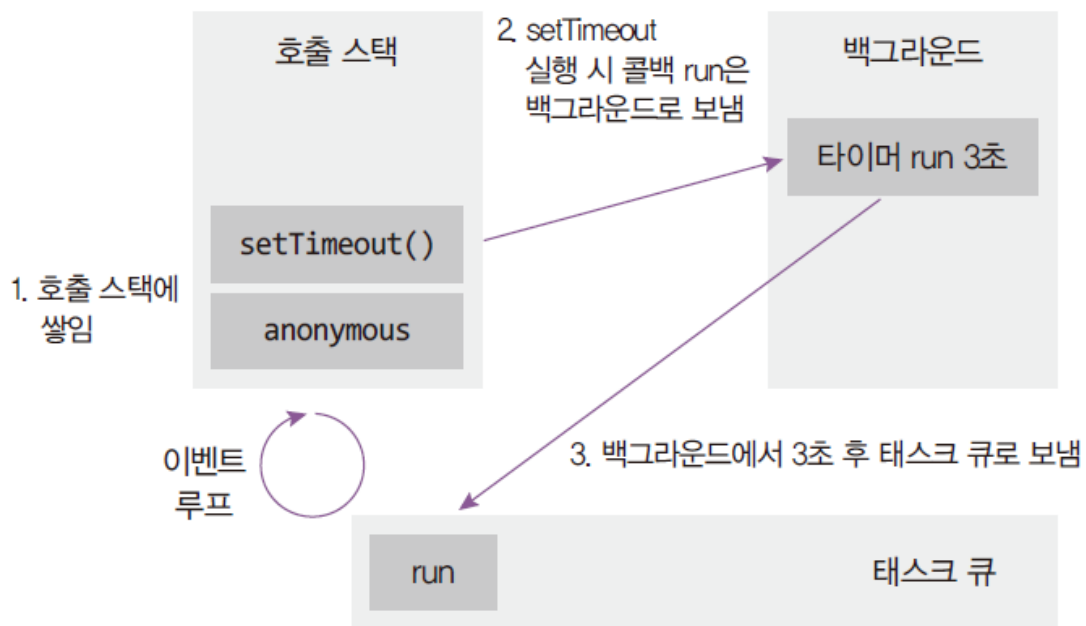 호출 스택
2. setTimeout
실행 시 콜백 run은
백그라운드로 보냄
백그라운드
타이머 run 3초
setTimeout()
1. 호출 스택에
쌓임
anonymous
이벤트
루프
3. 백그라운드에서 3초 후 태스크 큐로 보냄
run
태스크 큐